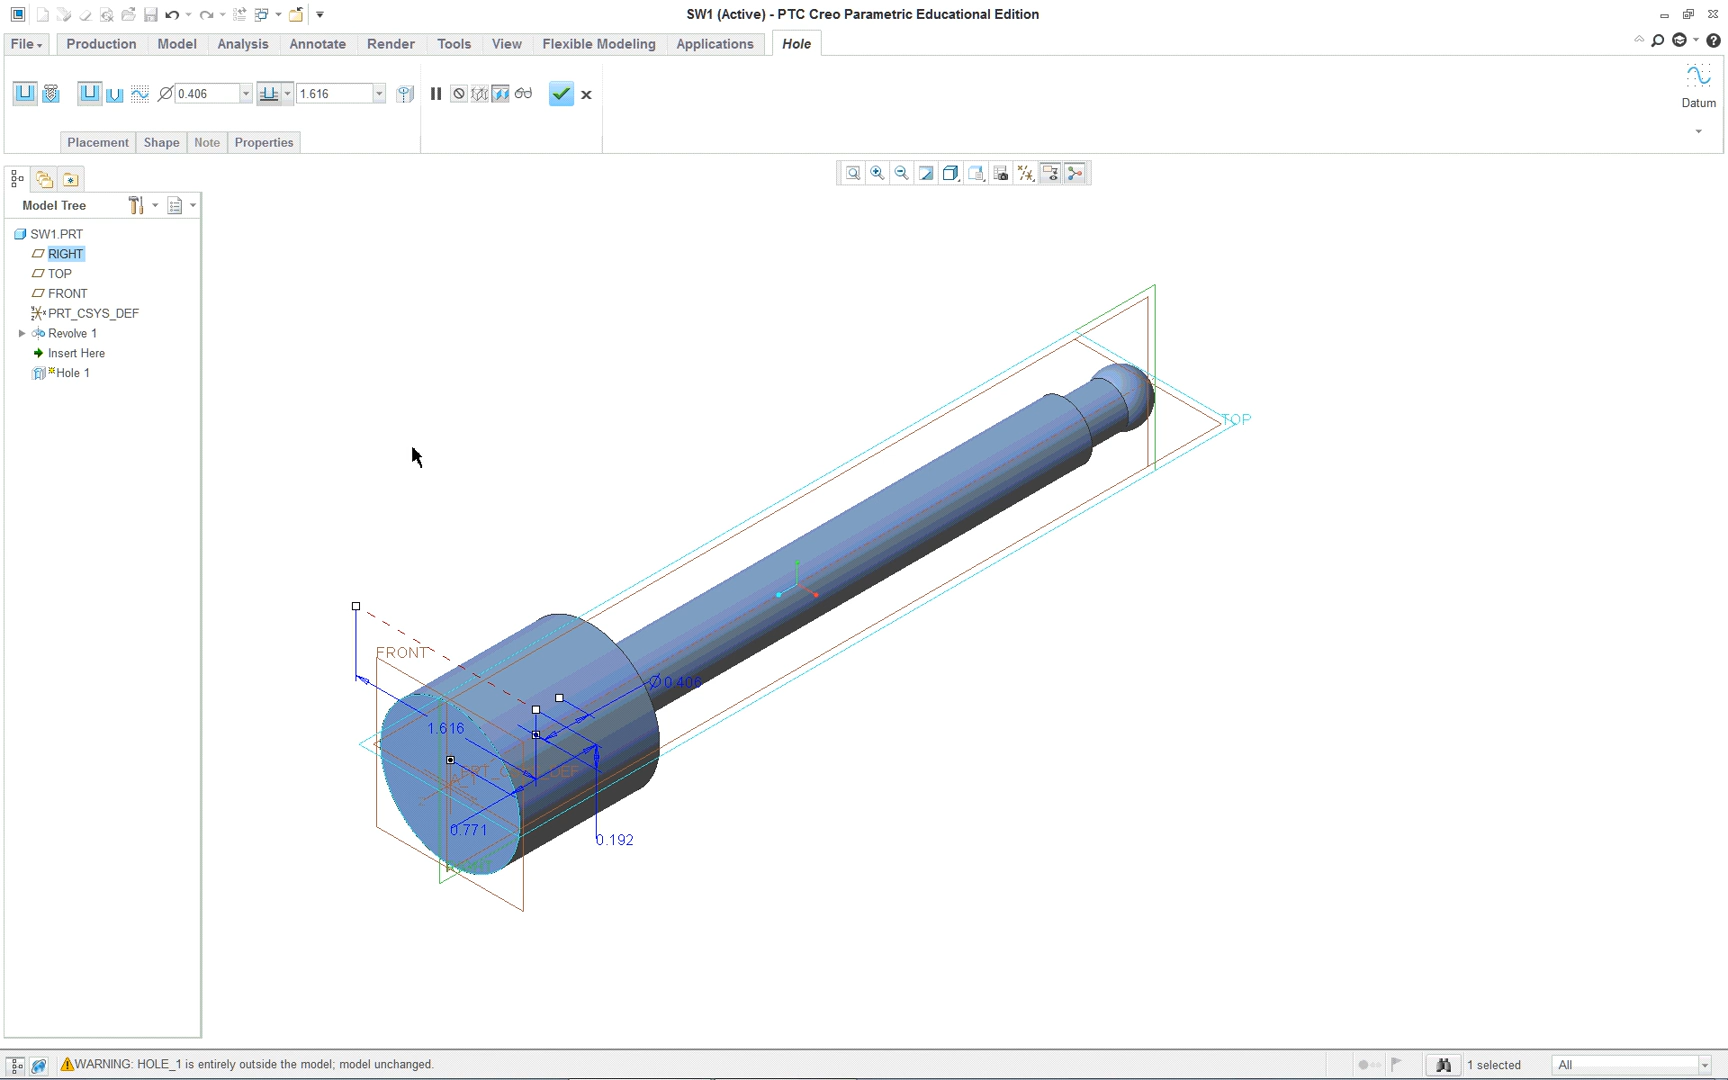 SW1 (Active) - PTC Creo Parametric Educational Edition
File Production Model Analysis Annotate Render Tools View Flexible Modeling Applications Hole
0.406 1.616
Datum
Placement Shape Note Properties
Model Tree
SW1.PRT
RIGHT
TOP
FRONT
PRT_CSYS_DEF
Revolve 1
Insert Here
Hole 1
TOP
FRONT
Ø0.406
1.616
PRT_CSYS_DEF
0.771
0.192
WARNING: HOLE_1 is entirely outside the model; model unchanged.
1 selected
All